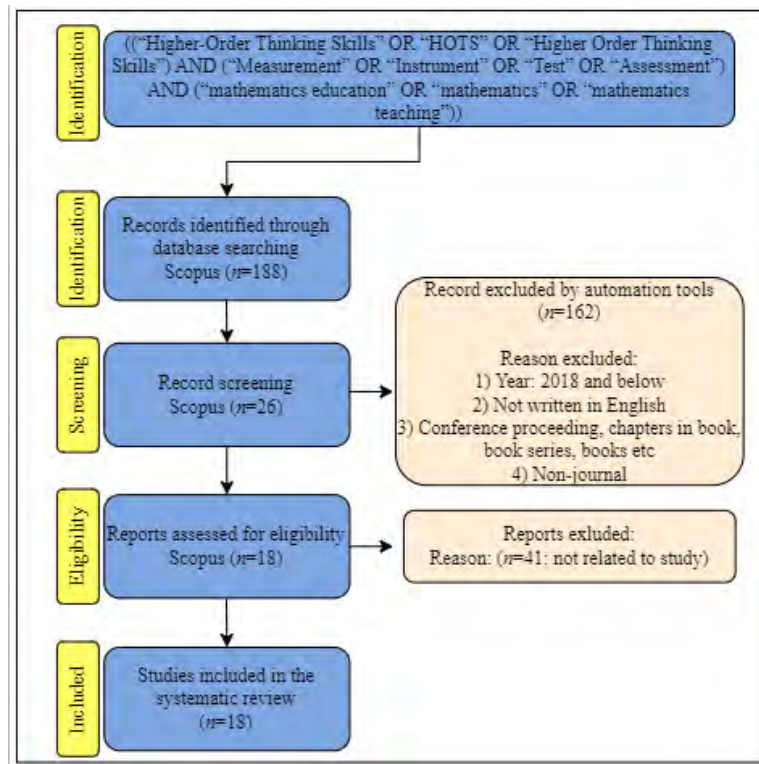 Identification
((“Higher-Order Thinking Skills” OR “HOTS” OR “Higher Order Thinking
Skills”) AND (“Measurement” OR “Instrument” OR “Test” OR “Assessment”)
AND (“mathematics education” OR “mathematics” OR “mathematics
teaching”))
Identification
Records identified through
database searching
Scopus (n=188)
Record excluded by automation tools
(n=162)
Reason excluded:
1) Year: 2018 and below
2) Not written in English
3) Conference proceeding, chapters in book,
book series, books etc
4) Non-journal
Screening
Record screening
Scopus (n=26)
Eligibility
Reports assessed for eligibility
Scopus (n=18)
Reports exluded:
Reason: (n=41: not related to study)
Included
Studies included in the
systematic review
(n=18)